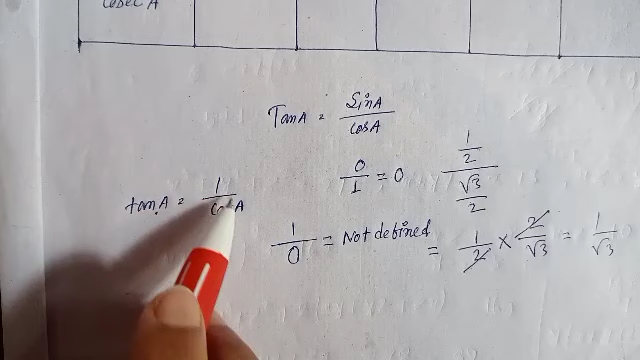 cosec A
TanA = SinA / cosA
0/1 = 0
1/2 / √3/2
tanA = 1 / cotA
1/0 = Not defined
= 1/2 × 2/√3 = 1/√3